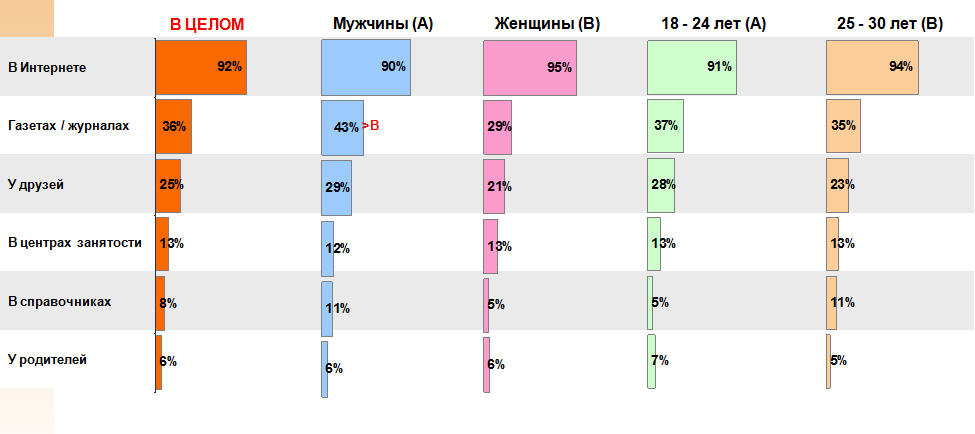 В ЦЕЛОМ Мужчины (А) Женщины (В) 18 - 24 лет (А) 25 - 30 лет (В)
В Интернете 92% 90% 95% 91% 94%
Газетах / журналах 36% 43% >В 29% 37% 35%
У друзей 25% 29% 21% 28% 23%
В центрах занятости 13% 12% 13% 13% 13%
В справочниках 8% 11% 5% 5% 11%
У родителей 6% 6% 6% 7% 5%